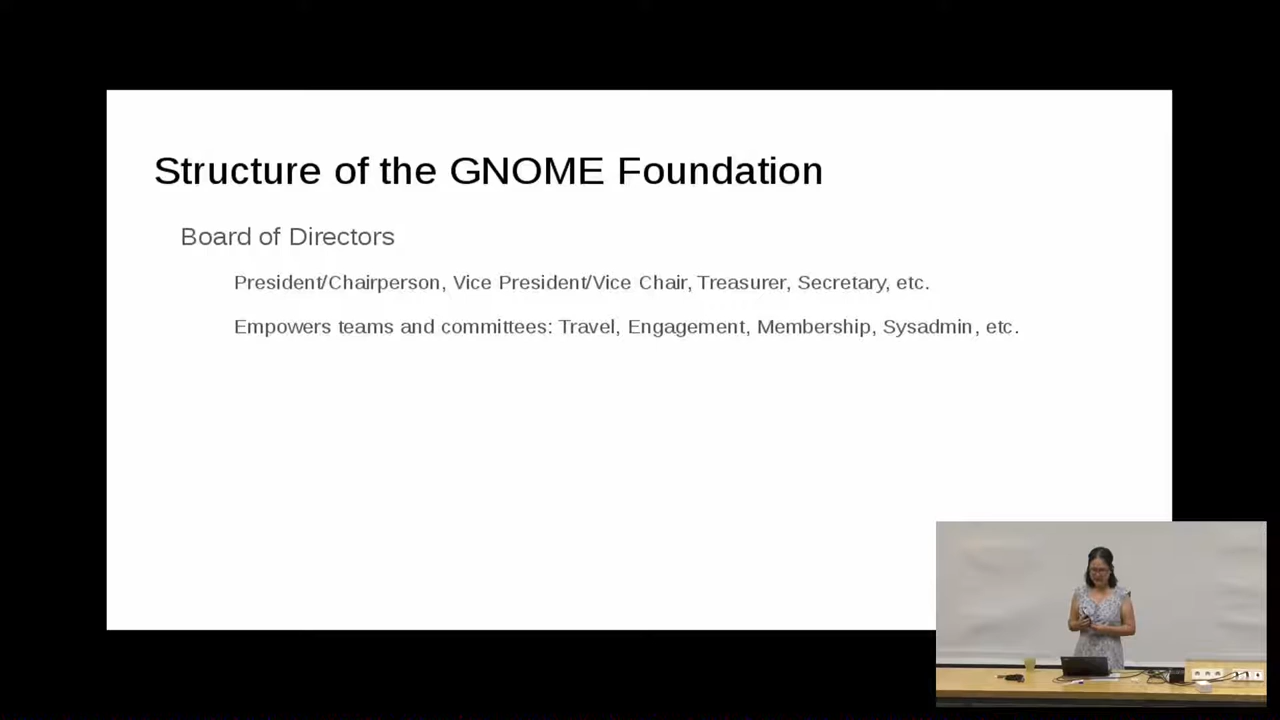 Structure of the GNOME Foundation
Board of Directors
President/Chairperson, Vice President/Vice Chair, Treasurer, Secretary, etc.
Empowers teams and committees: Travel, Engagement, Membership, Sysadmin, etc.